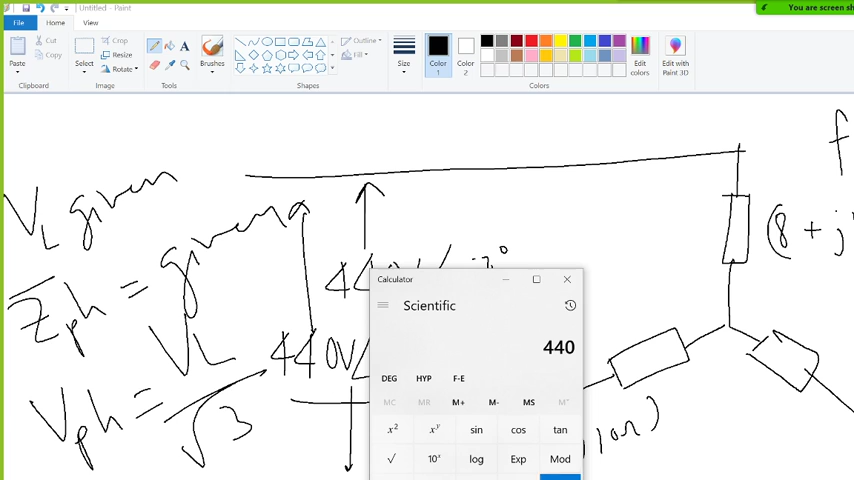 Untitled - Paint
You are screen sh
File Home View
Paste
Cut
Copy
Clipboard
Select
Crop
Resize
Rotate
Image
Tools
Brushes
Outline
Fill
Shapes
Size
Color 1
Color 2
Colors
Edit colors
Edit with Paint 3D
f
VL given
Zph = given
(8 + j
440V
440V
Vph = VL
√3
Calculator
Scientific
440
DEG HYP F-E
MC MR M+ M- MS M˅
x² xʸ sin cos tan
√ 10ˣ log Exp Mod